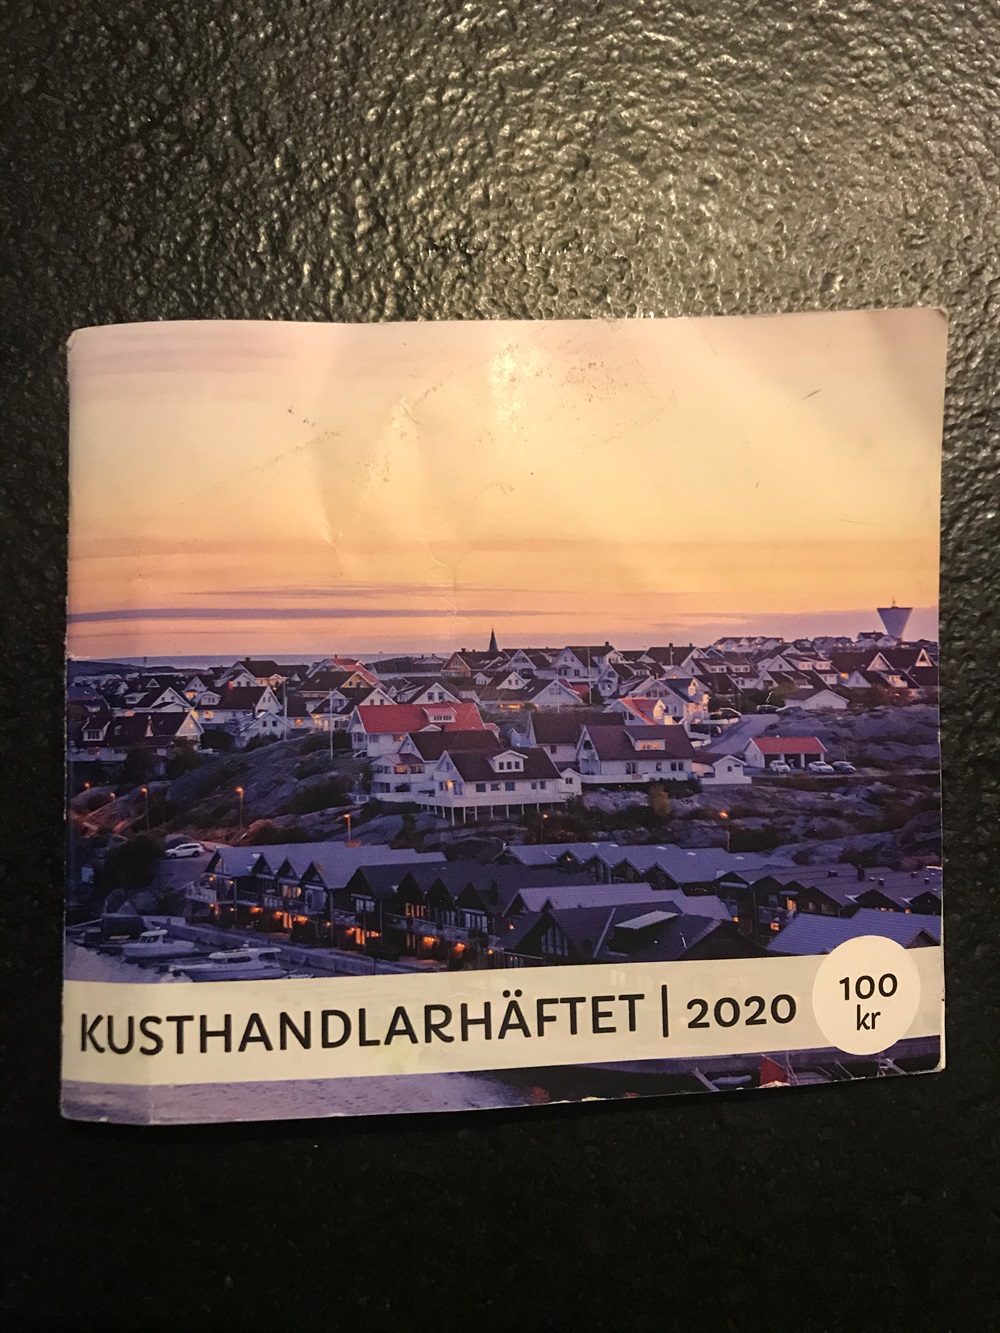 KUSTHANDLARHÄFTET | 2020
100
kr